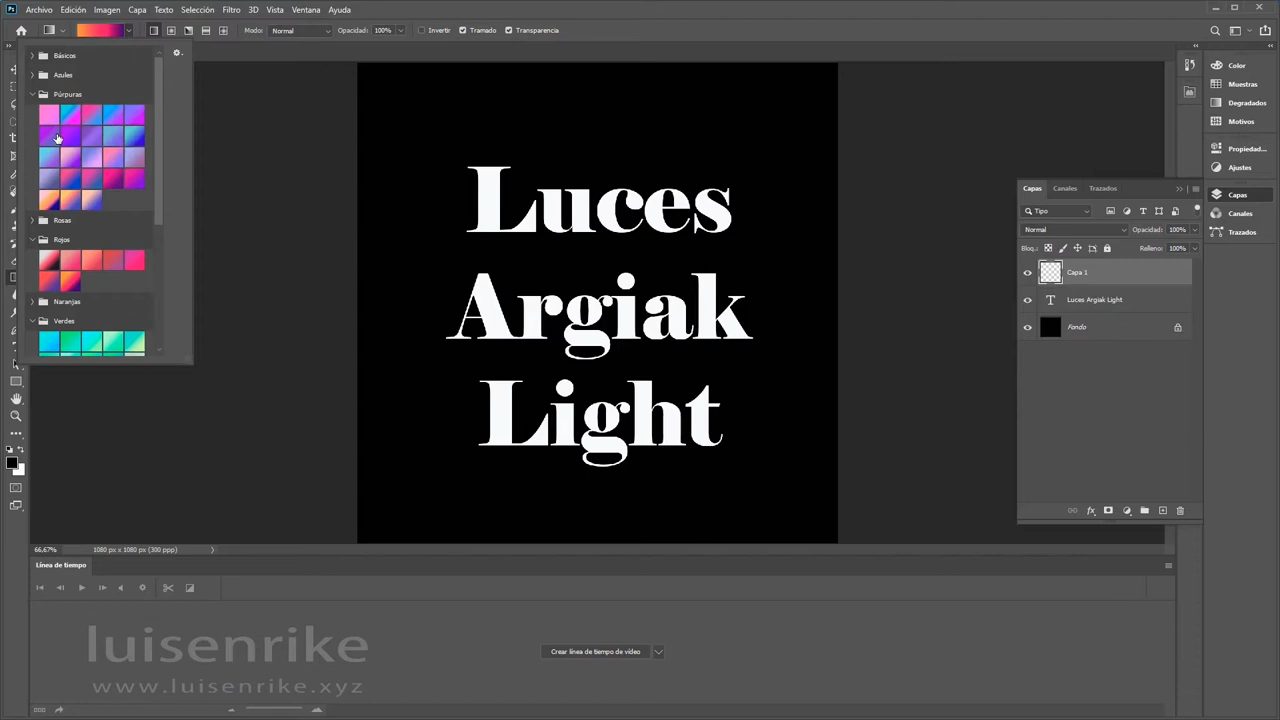 Ps Archivo Edición Imagen Capa Texto Selección Filtro 3D Vista Ventana Ayuda
Modo: Normal Opacidad: 100% Invertir Tramado Transparencia
Básicos
Azules
Púrpuras
Rosas
Rojos
Naranjas
Verdes
Luces
Argiak
Light
Color
Muestras
Degradados
Motivos
Propiedad...
Ajustes
Capas
Canales
Trazados
Capas Canales Trazados
Tipo
Normal Opacidad: 100%
Bloq.: Relleno: 100%
Capa 1
T Luces Argiak Light
Fondo
fx
66,67% 1080 px x 1080 px (300 ppp)
Línea de tiempo
Crear línea de tiempo de vídeo
luisenrike
www.luisenrike.xyz